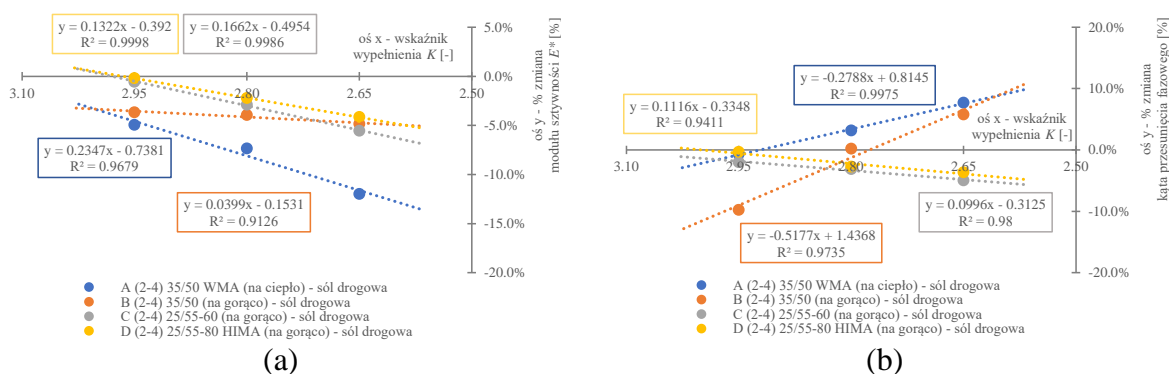 y = 0.1322x - 0.392
R² = 0.9998
y = 0.1662x - 0.4954
R² = 0.9986
oś x - wskaźnik
wypełnienia K [-]
5.0%
0.0%
-5.0%
-10.0%
-15.0%
-20.0%
3.10
2.95
2.80
2.65
2.50
oś y - % zmiana
modułu sztywności E* [%]
y = 0.2347x - 0.7381
R² = 0.9679
y = 0.0399x - 0.1531
R² = 0.9126
A (2-4) 35/50 WMA (na ciepło) - sól drogowa
B (2-4) 35/50 (na gorąco) - sól drogowa
C (2-4) 25/55-60 (na gorąco) - sól drogowa
D (2-4) 25/55-80 HIMA (na gorąco) - sól drogowa
(a)
20.0%
10.0%
0.0%
-10.0%
-20.0%
oś y - % zmiana
kąta przesunięcia fazowego [%]
y = -0.2788x + 0.8145
R² = 0.9975
y = 0.1116x - 0.3348
R² = 0.9411
oś x - wskaźnik
wypełnienia K [-]
3.10
2.95
2.80
2.65
2.50
y = 0.0996x - 0.3125
R² = 0.98
y = -0.5177x + 1.4368
R² = 0.9735
A (2-4) 35/50 WMA (na ciepło) - sól drogowa
B (2-4) 35/50 (na gorąco) - sól drogowa
C (2-4) 25/55-60 (na gorąco) - sól drogowa
D (2-4) 25/55-80 HIMA (na gorąco) - sól drogowa
(b)